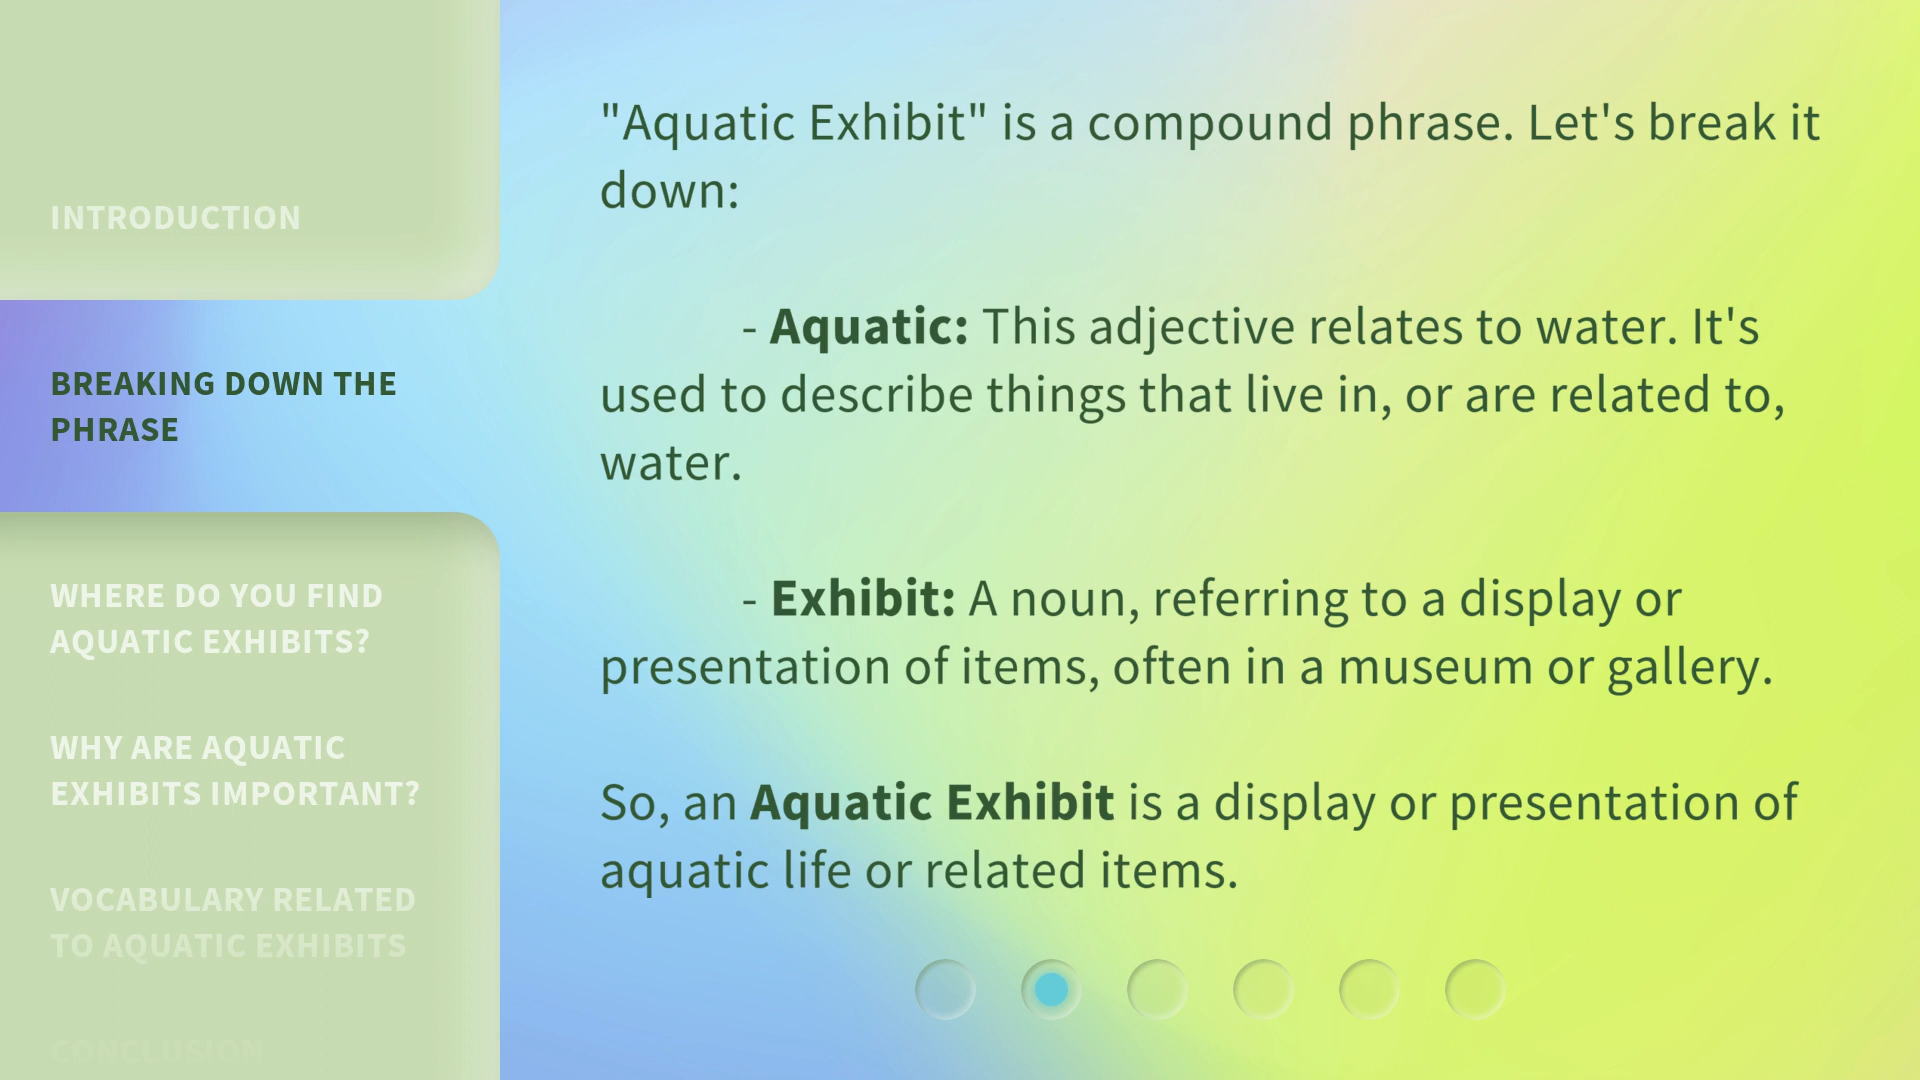 INTRODUCTION
BREAKING DOWN THE
PHRASE
WHERE DO YOU FIND
AQUATIC EXHIBITS?
WHY ARE AQUATIC
EXHIBITS IMPORTANT?
VOCABULARY RELATED
TO AQUATIC EXHIBITS
CONCLUSION
"Aquatic Exhibit" is a compound phrase. Let's break it
down:
- Aquatic: This adjective relates to water. It's
used to describe things that live in, or are related to,
water.
- Exhibit: A noun, referring to a display or
presentation of items, often in a museum or gallery.
So, an Aquatic Exhibit is a display or presentation of
aquatic life or related items.